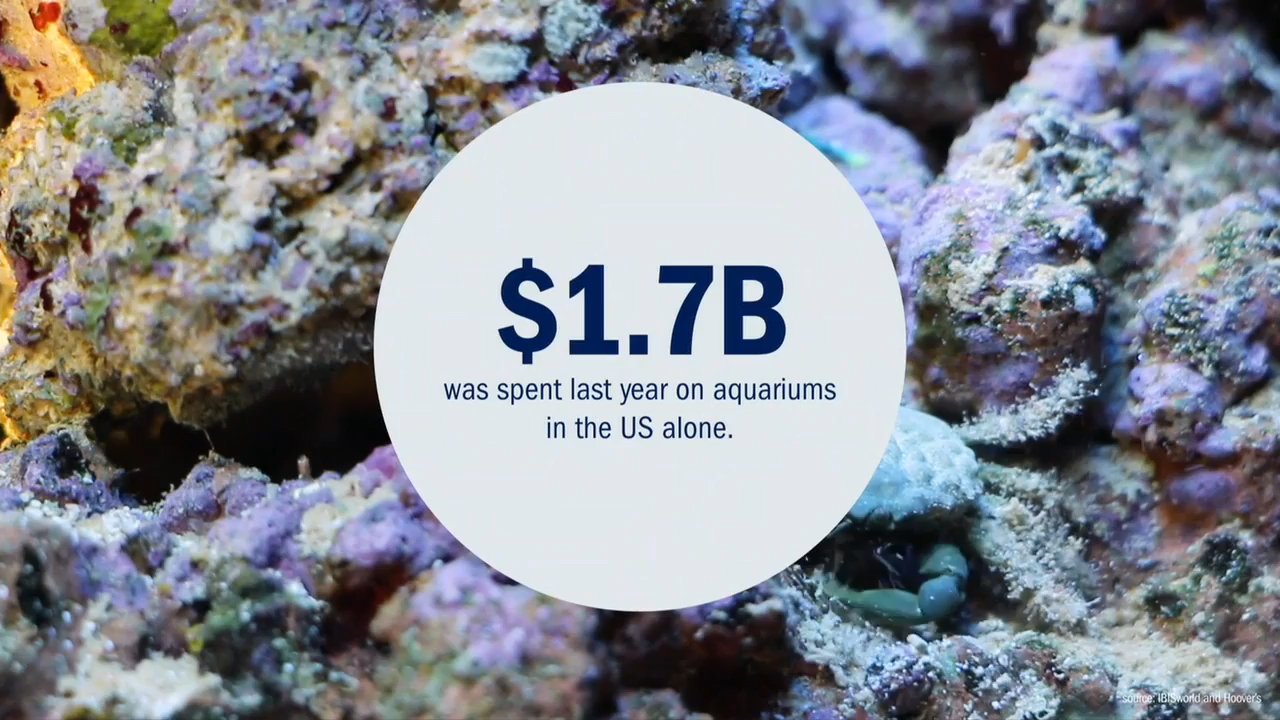 $1.7B
was spent last year on aquariums
in the US alone.
source: IBISworld and Hoover's